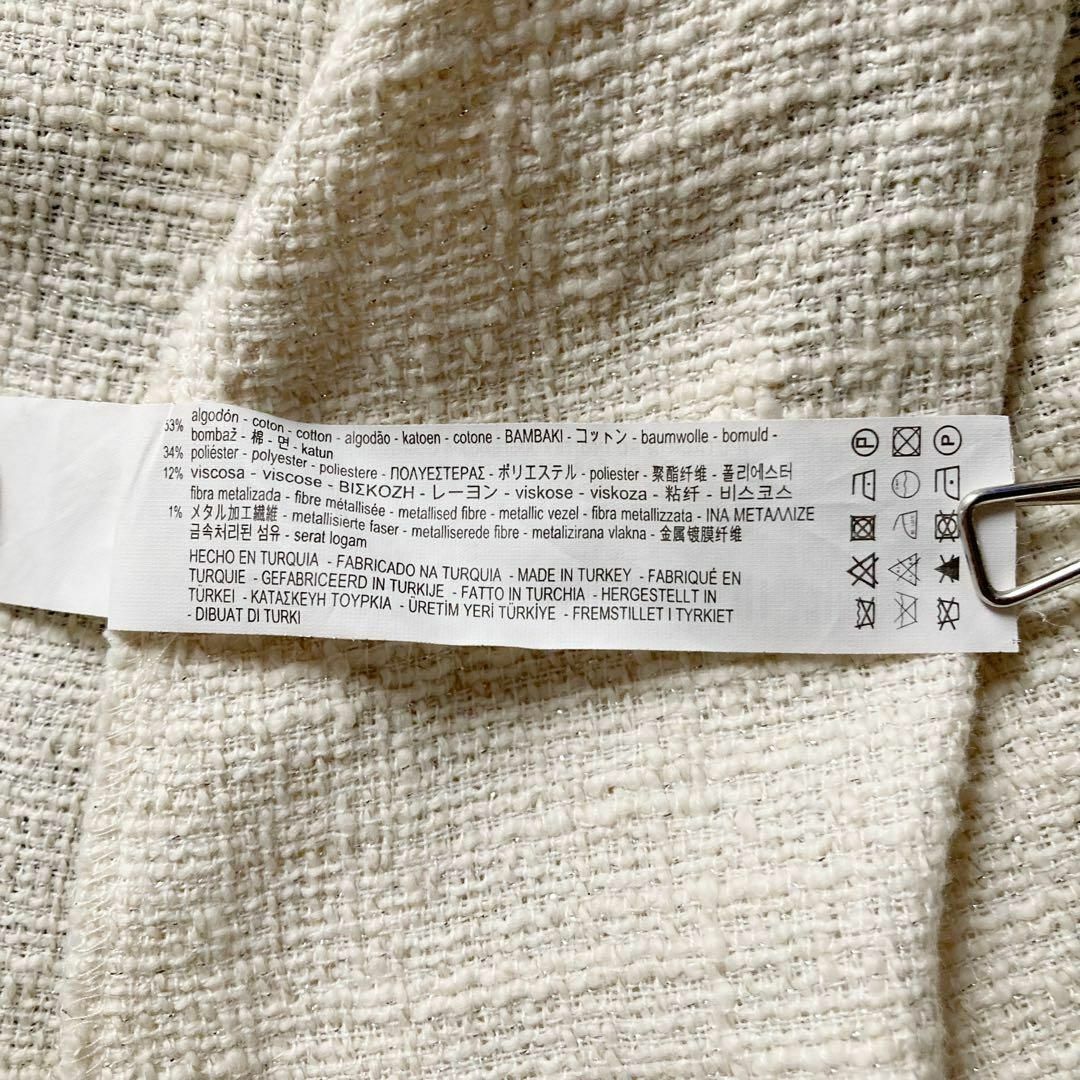 53% algodón - coton - cotton - algodão - katoen - colone - BAMBAKI - コットン - baumwolle - bomuld -
bombaž - 棉 - 면 - katun
34% poliéster - polyester - poliestere - ΠΟΛΥΕΣΤΕΡΑΣ - ポリエステル - poliester - 聚酯纤维 - 폴리에스터
12% viscosa - viscose - ΒΙΣΚΟΖΗ - レーヨン - viskose - viskoza - 粘纤 - 비스코스
fibra metalizada - fibre métallisée - metallised fibre - metallic vezel - fibra metallizzata - INA ΜΕΤΑΛΛΙΖΕ
1% メタル加工繊維 - metallisierte faser - metalliserede fibre - metalizirana vlakna - 金属镀膜纤维
금속처리된 섬유 - serat logam
HECHO EN TURQUIA - FABRICADO NA TURQUIA - MADE IN TURKEY - FABRIQUÉ EN
TURQUIE - GEFABRICEERD IN TURKIJE - FATTO IN TURCHIA - HERGESTELLT IN
TÜRKEI - ΚΑΤΑΣΚΕΥΗ ΤΟΥΡΚΙΑ - ÜRETİM YERİ TÜRKİYE - FREMSTILLET I TYRKIET
- DIBUAT DI TURKI
P P